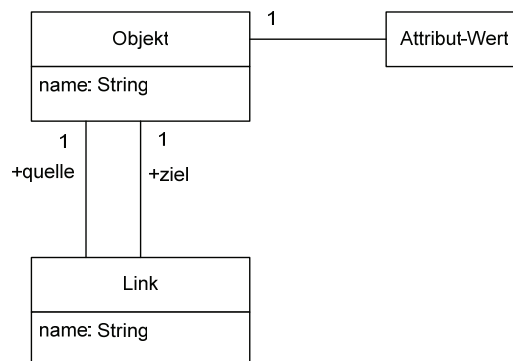 Objekt
1
Attribut-Wert
name: String
1
1
+quelle
+ziel
Link
name: String